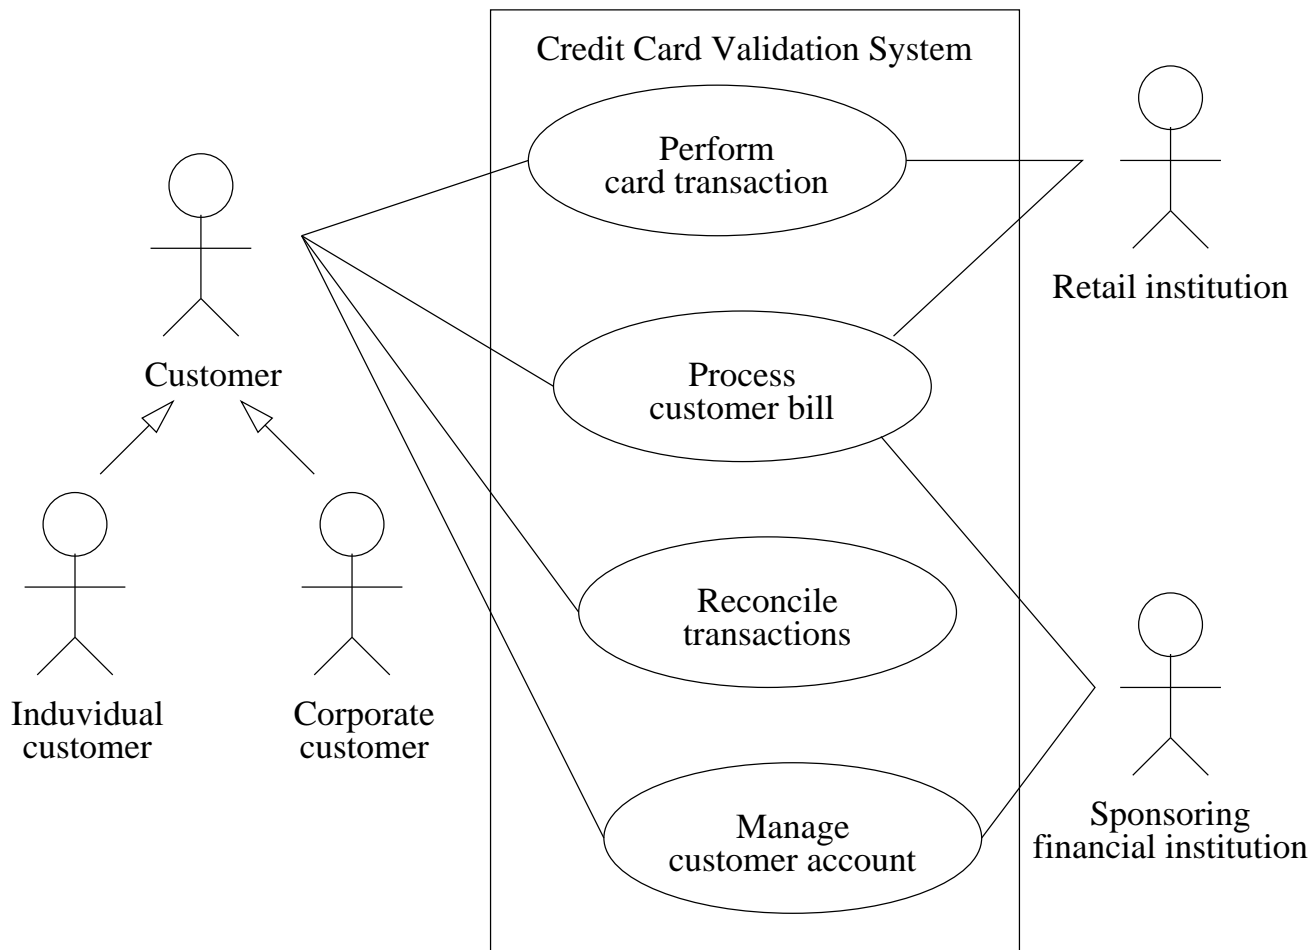 Credit Card Validation System
Perform
card transaction
Retail institution
Customer
Process
customer bill
Reconcile
transactions
Induvidual
customer
Corporate
customer
Manage
customer account
Sponsoring
financial institution